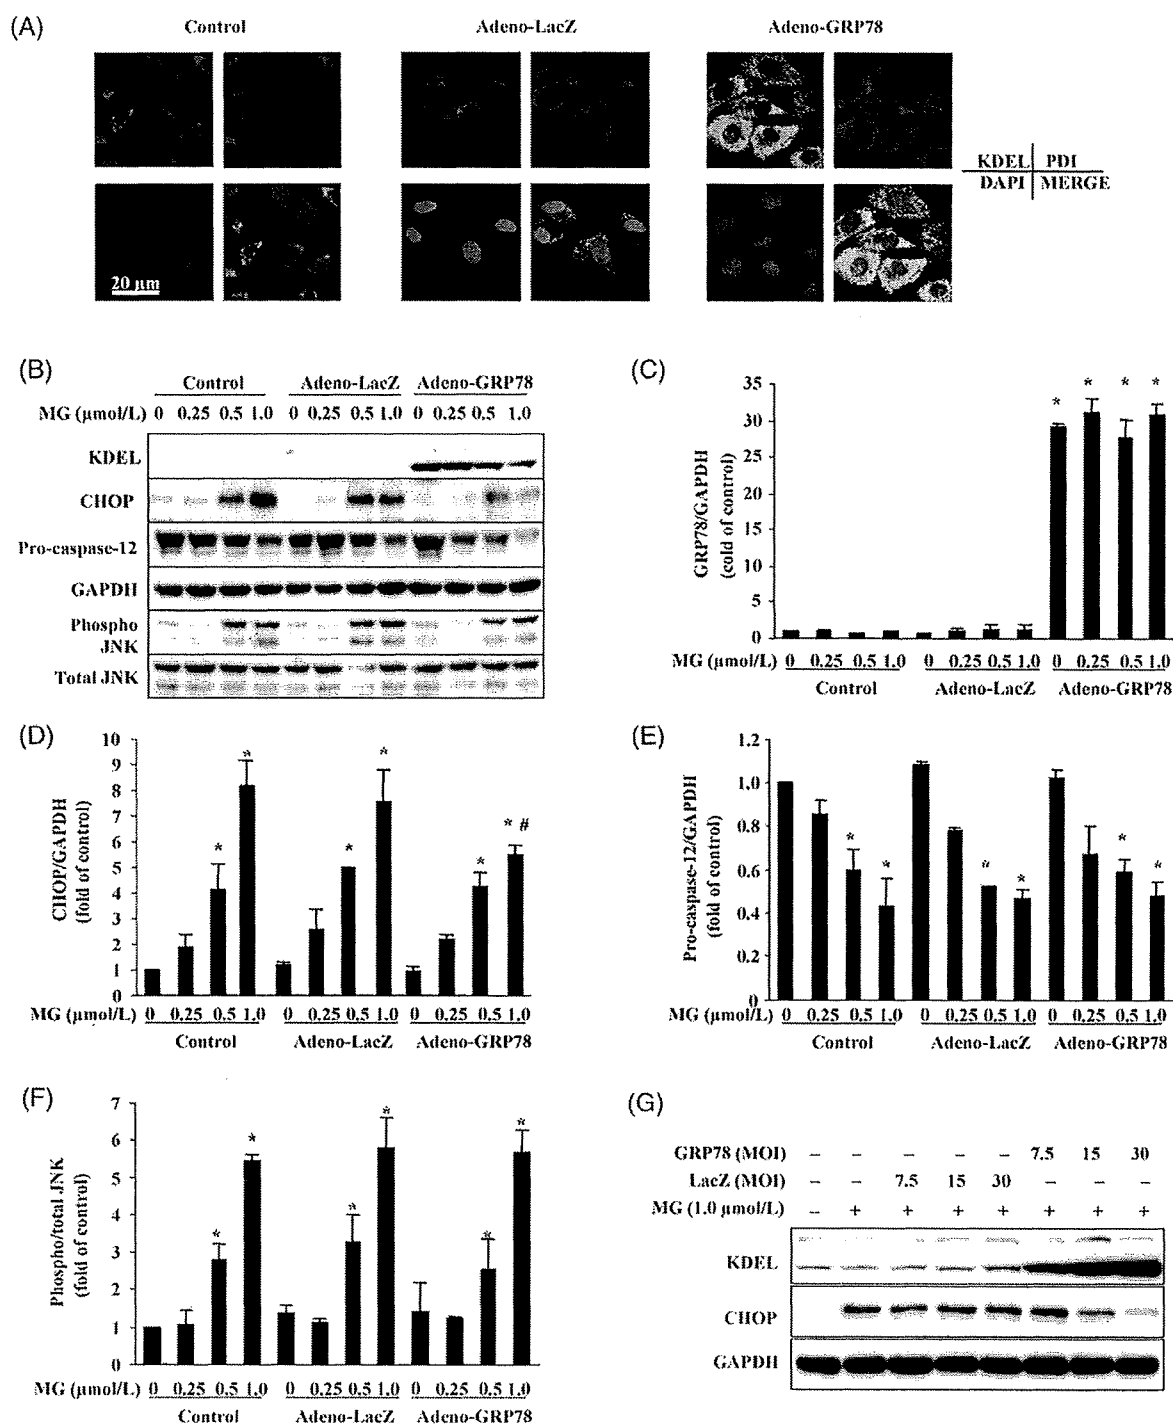 (A)
Control Adeno-LacZ Adeno-GRP78
KDEL PDI
DAPI MERGE
20 µm
(B)
Control Adeno-LacZ Adeno-GRP78
MG (µmol/L) 0 0.25 0.5 1.0 0 0.25 0.5 1.0 0 0.25 0.5 1.0
KDEL
CHOP
Pro-caspase-12
GAPDH
Phospho
JNK
Total JNK
(C)
GRP78/GAPDH
(cold of control)
35
30
25
20
15
10
5
0
* * * *
MG (µmol/L) 0 0.25 0.5 1.0 0 0.25 0.5 1.0 0 0.25 0.5 1.0
Control Adeno-LacZ Adeno-GRP78
(D)
CHOP/GAPDH
(fold of control)
10
9
8
7
6
5
4
3
2
1
0
* * * * * * #
MG (µmol/L) 0 0.25 0.5 1.0 0 0.25 0.5 1.0 0 0.25 0.5 1.0
Control Adeno-LacZ Adeno-GRP78
(E)
Pro-caspase-12/GAPDH
(fold of control)
1.2
1.0
0.8
0.6
0.4
0.2
0
* * * * * *
MG (µmol/L) 0 0.25 0.5 1.0 0 0.25 0.5 1.0 0 0.25 0.5 1.0
Control Adeno-LacZ Adeno-GRP78
(F)
Phospho/total JNK
(fold of control)
7
6
5
4
3
2
1
0
* * * * * *
MG (µmol/L) 0 0.25 0.5 1.0 0 0.25 0.5 1.0 0 0.25 0.5 1.0
Control Adeno-LacZ Adeno-GRP78
(G)
GRP78 (MOI) – – – – – 7.5 15 30
LacZ (MOI) – – 7.5 15 30 – – –
MG (1.0 µmol/L) – + + + + + + +
KDEL
CHOP
GAPDH